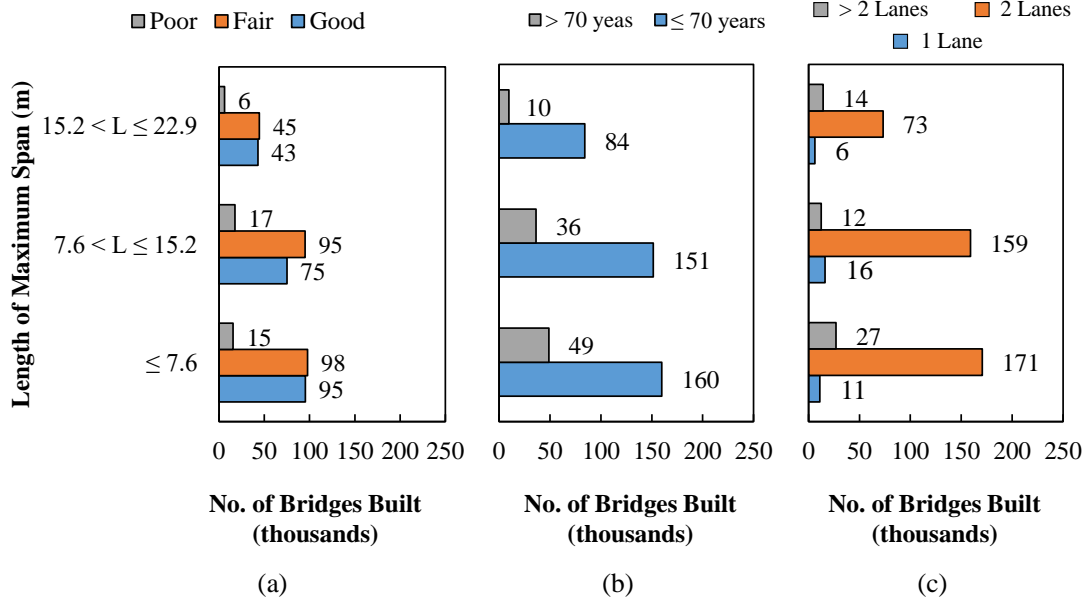 Poor Fair Good
> 70 yeas ≤ 70 years
> 2 Lanes 2 Lanes
1 Lane
Length of Maximum Span (m)
15.2 < L ≤ 22.9
7.6 < L ≤ 15.2
≤ 7.6
6
45
43
17
95
75
15
98
95
0 50 100 150 200 250
No. of Bridges Built
(thousands)
(a)
10
84
36
151
49
160
0 50 100 150 200 250
No. of Bridges Built
(thousands)
(b)
14
73
6
12
159
16
27
171
11
0 50 100 150 200 250
No. of Bridges Built
(thousands)
(c)